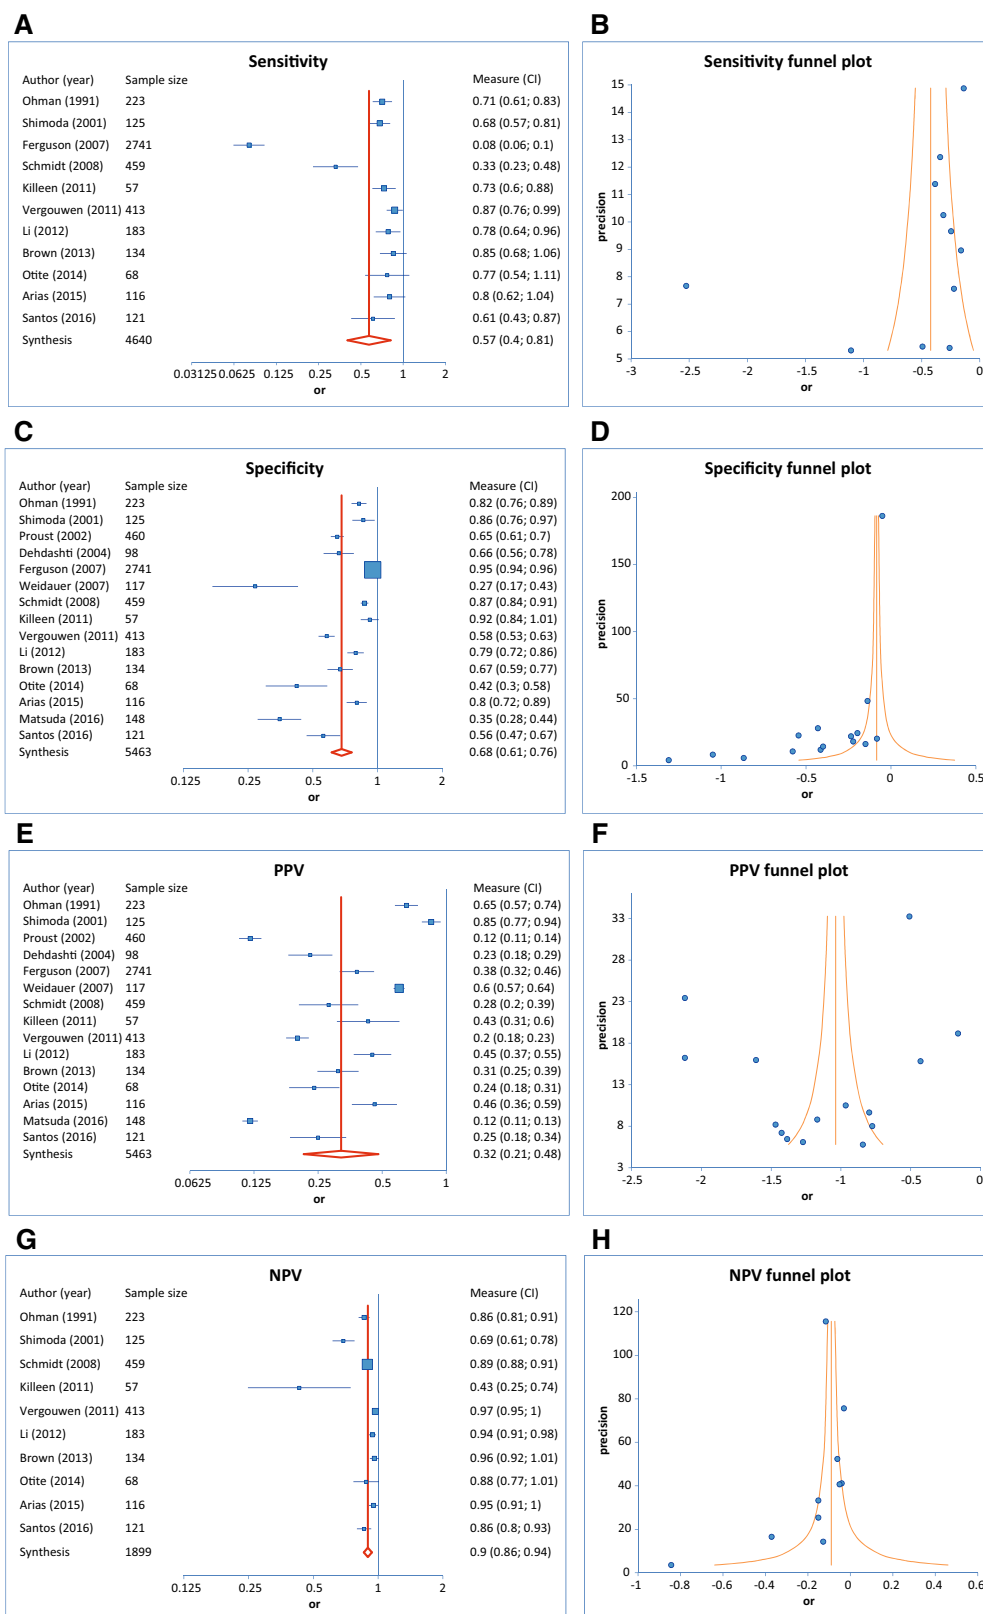 A
Sensitivity
Author (year) Sample size Measure (CI)
Ohman (1991) 223 0.71 (0.61; 0.83)
Shimoda (2001) 125 0.68 (0.57; 0.81)
Ferguson (2007) 2741 0.08 (0.06; 0.1)
Schmidt (2008) 459 0.33 (0.23; 0.48)
Killeen (2011) 57 0.73 (0.6; 0.88)
Vergouwen (2011) 413 0.87 (0.76; 0.99)
Li (2012) 183 0.78 (0.64; 0.96)
Brown (2013) 134 0.85 (0.68; 1.06)
Otite (2014) 68 0.77 (0.54; 1.11)
Arias (2015) 116 0.8 (0.62; 1.04)
Santos (2016) 121 0.61 (0.43; 0.87)
Synthesis 4640 0.57 (0.4; 0.81)
0.03125 0.0625 0.125 0.25 0.5 1 2
or
B
Sensitivity funnel plot
15
14
13
12
11
10
9
8
7
6
5
precision
-3 -2.5 -2 -1.5 -1 -0.5 0
or
C
Specificity
Author (year) Sample size Measure (CI)
Ohman (1991) 223 0.82 (0.76; 0.89)
Shimoda (2001) 125 0.86 (0.76; 0.97)
Proust (2002) 460 0.65 (0.61; 0.7)
Dehdashti (2004) 98 0.66 (0.56; 0.78)
Ferguson (2007) 2741 0.95 (0.94; 0.96)
Weidauer (2007) 117 0.27 (0.17; 0.43)
Schmidt (2008) 459 0.87 (0.84; 0.91)
Killeen (2011) 57 0.92 (0.84; 1.01)
Vergouwen (2011) 413 0.58 (0.53; 0.63)
Li (2012) 183 0.79 (0.72; 0.86)
Brown (2013) 134 0.67 (0.59; 0.77)
Otite (2014) 68 0.42 (0.3; 0.58)
Arias (2015) 116 0.8 (0.72; 0.89)
Matsuda (2016) 148 0.35 (0.28; 0.44)
Santos (2016) 121 0.56 (0.47; 0.67)
Synthesis 5463 0.68 (0.61; 0.76)
0.125 0.25 0.5 1 2
or
D
Specificity funnel plot
200
150
100
50
0
precision
-1.5 -1 -0.5 0 0.5
or
E
PPV
Author (year) Sample size Measure (CI)
Ohman (1991) 223 0.65 (0.57; 0.74)
Shimoda (2001) 125 0.85 (0.77; 0.94)
Proust (2002) 460 0.12 (0.11; 0.14)
Dehdashti (2004) 98 0.23 (0.18; 0.29)
Ferguson (2007) 2741 0.38 (0.32; 0.46)
Weidauer (2007) 117 0.6 (0.57; 0.64)
Schmidt (2008) 459 0.28 (0.2; 0.39)
Killeen (2011) 57 0.43 (0.31; 0.6)
Vergouwen (2011) 413 0.2 (0.18; 0.23)
Li (2012) 183 0.45 (0.37; 0.55)
Brown (2013) 134 0.31 (0.25; 0.39)
Otite (2014) 68 0.24 (0.18; 0.31)
Arias (2015) 116 0.46 (0.36; 0.59)
Matsuda (2016) 148 0.12 (0.11; 0.13)
Santos (2016) 121 0.25 (0.18; 0.34)
Synthesis 5463 0.32 (0.21; 0.48)
0.0625 0.125 0.25 0.5 1
or
F
PPV funnel plot
33
28
23
18
13
8
3
precision
-2.5 -2 -1.5 -1 -0.5 0
or
G
NPV
Author (year) Sample size Measure (CI)
Ohman (1991) 223 0.86 (0.81; 0.91)
Shimoda (2001) 125 0.69 (0.61; 0.78)
Schmidt (2008) 459 0.89 (0.88; 0.91)
Killeen (2011) 57 0.43 (0.25; 0.74)
Vergouwen (2011) 413 0.97 (0.95; 1)
Li (2012) 183 0.94 (0.91; 0.98)
Brown (2013) 134 0.96 (0.92; 1.01)
Otite (2014) 68 0.88 (0.77; 1.01)
Arias (2015) 116 0.95 (0.91; 1)
Santos (2016) 121 0.86 (0.8; 0.93)
Synthesis 1899 0.9 (0.86; 0.94)
0.125 0.25 0.5 1 2
or
H
NPV funnel plot
120
100
80
60
40
20
0
precision
-1 -0.8 -0.6 -0.4 -0.2 0 0.2 0.4 0.6
or